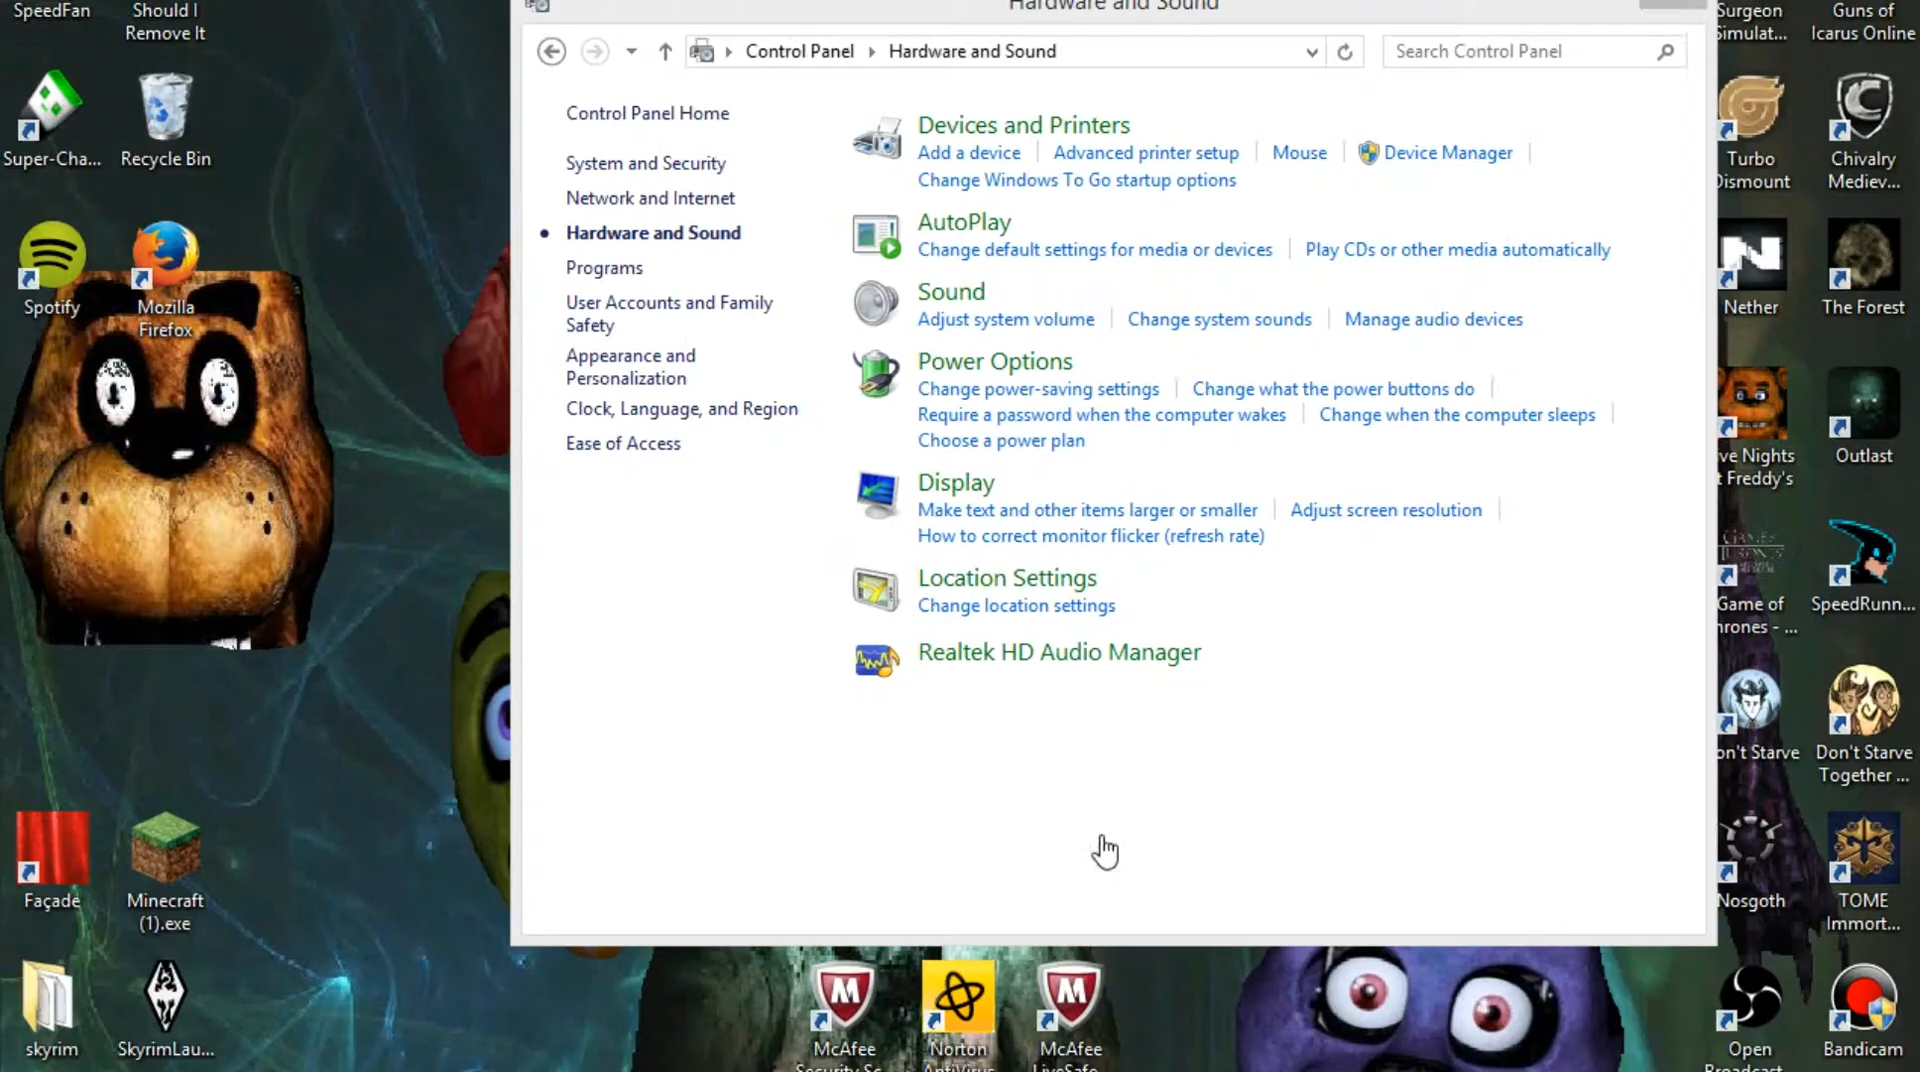 SpeedFan
Should I
Remove It
Super-Cha...
Recycle Bin
Spotify
Mozilla
Firefox
Façade
Minecraft
(1).exe
skyrim
SkyrimLau...
Hardware and Sound
Control Panel
Hardware and Sound
Search Control Panel
Control Panel Home
System and Security
Network and Internet
Hardware and Sound
Programs
User Accounts and Family
Safety
Appearance and
Personalization
Clock, Language, and Region
Ease of Access
Devices and Printers
Add a device
Advanced printer setup
Mouse
Device Manager
Change Windows To Go startup options
AutoPlay
Change default settings for media or devices
Play CDs or other media automatically
Sound
Adjust system volume
Change system sounds
Manage audio devices
Power Options
Change power-saving settings
Change what the power buttons do
Require a password when the computer wakes
Change when the computer sleeps
Choose a power plan
Display
Make text and other items larger or smaller
Adjust screen resolution
How to correct monitor flicker (refresh rate)
Location Settings
Change location settings
Realtek HD Audio Manager
McAfee
Security Sc...
Norton
AntiVirus
McAfee
LiveSafe
Surgeon
Simulat...
Guns of
Icarus Online
Turbo
Dismount
Chivalry
Mediev...
Nether
The Forest
ve Nights
t Freddy's
Outlast
Game of
hrones - ...
SpeedRunn...
on't Starve
Don't Starve
Together ...
Nosgoth
TOME
Immort...
Open
Broadcast
Bandicam